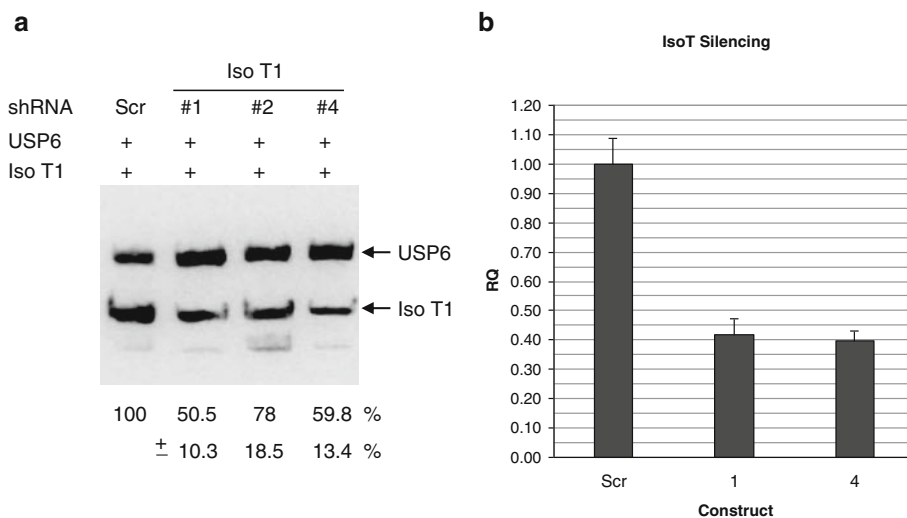 a
Iso T1
shRNA Scr #1 #2 #4
USP6 + + + +
Iso T1 + + + +
USP6
Iso T1
100 50.5 78 59.8 %
± 10.3 18.5 13.4 %
b
IsoT Silencing
1.20
1.10
1.00
0.90
0.80
0.70
0.60
0.50
0.40
0.30
0.20
0.10
0.00
RQ
Scr 1 4
Construct